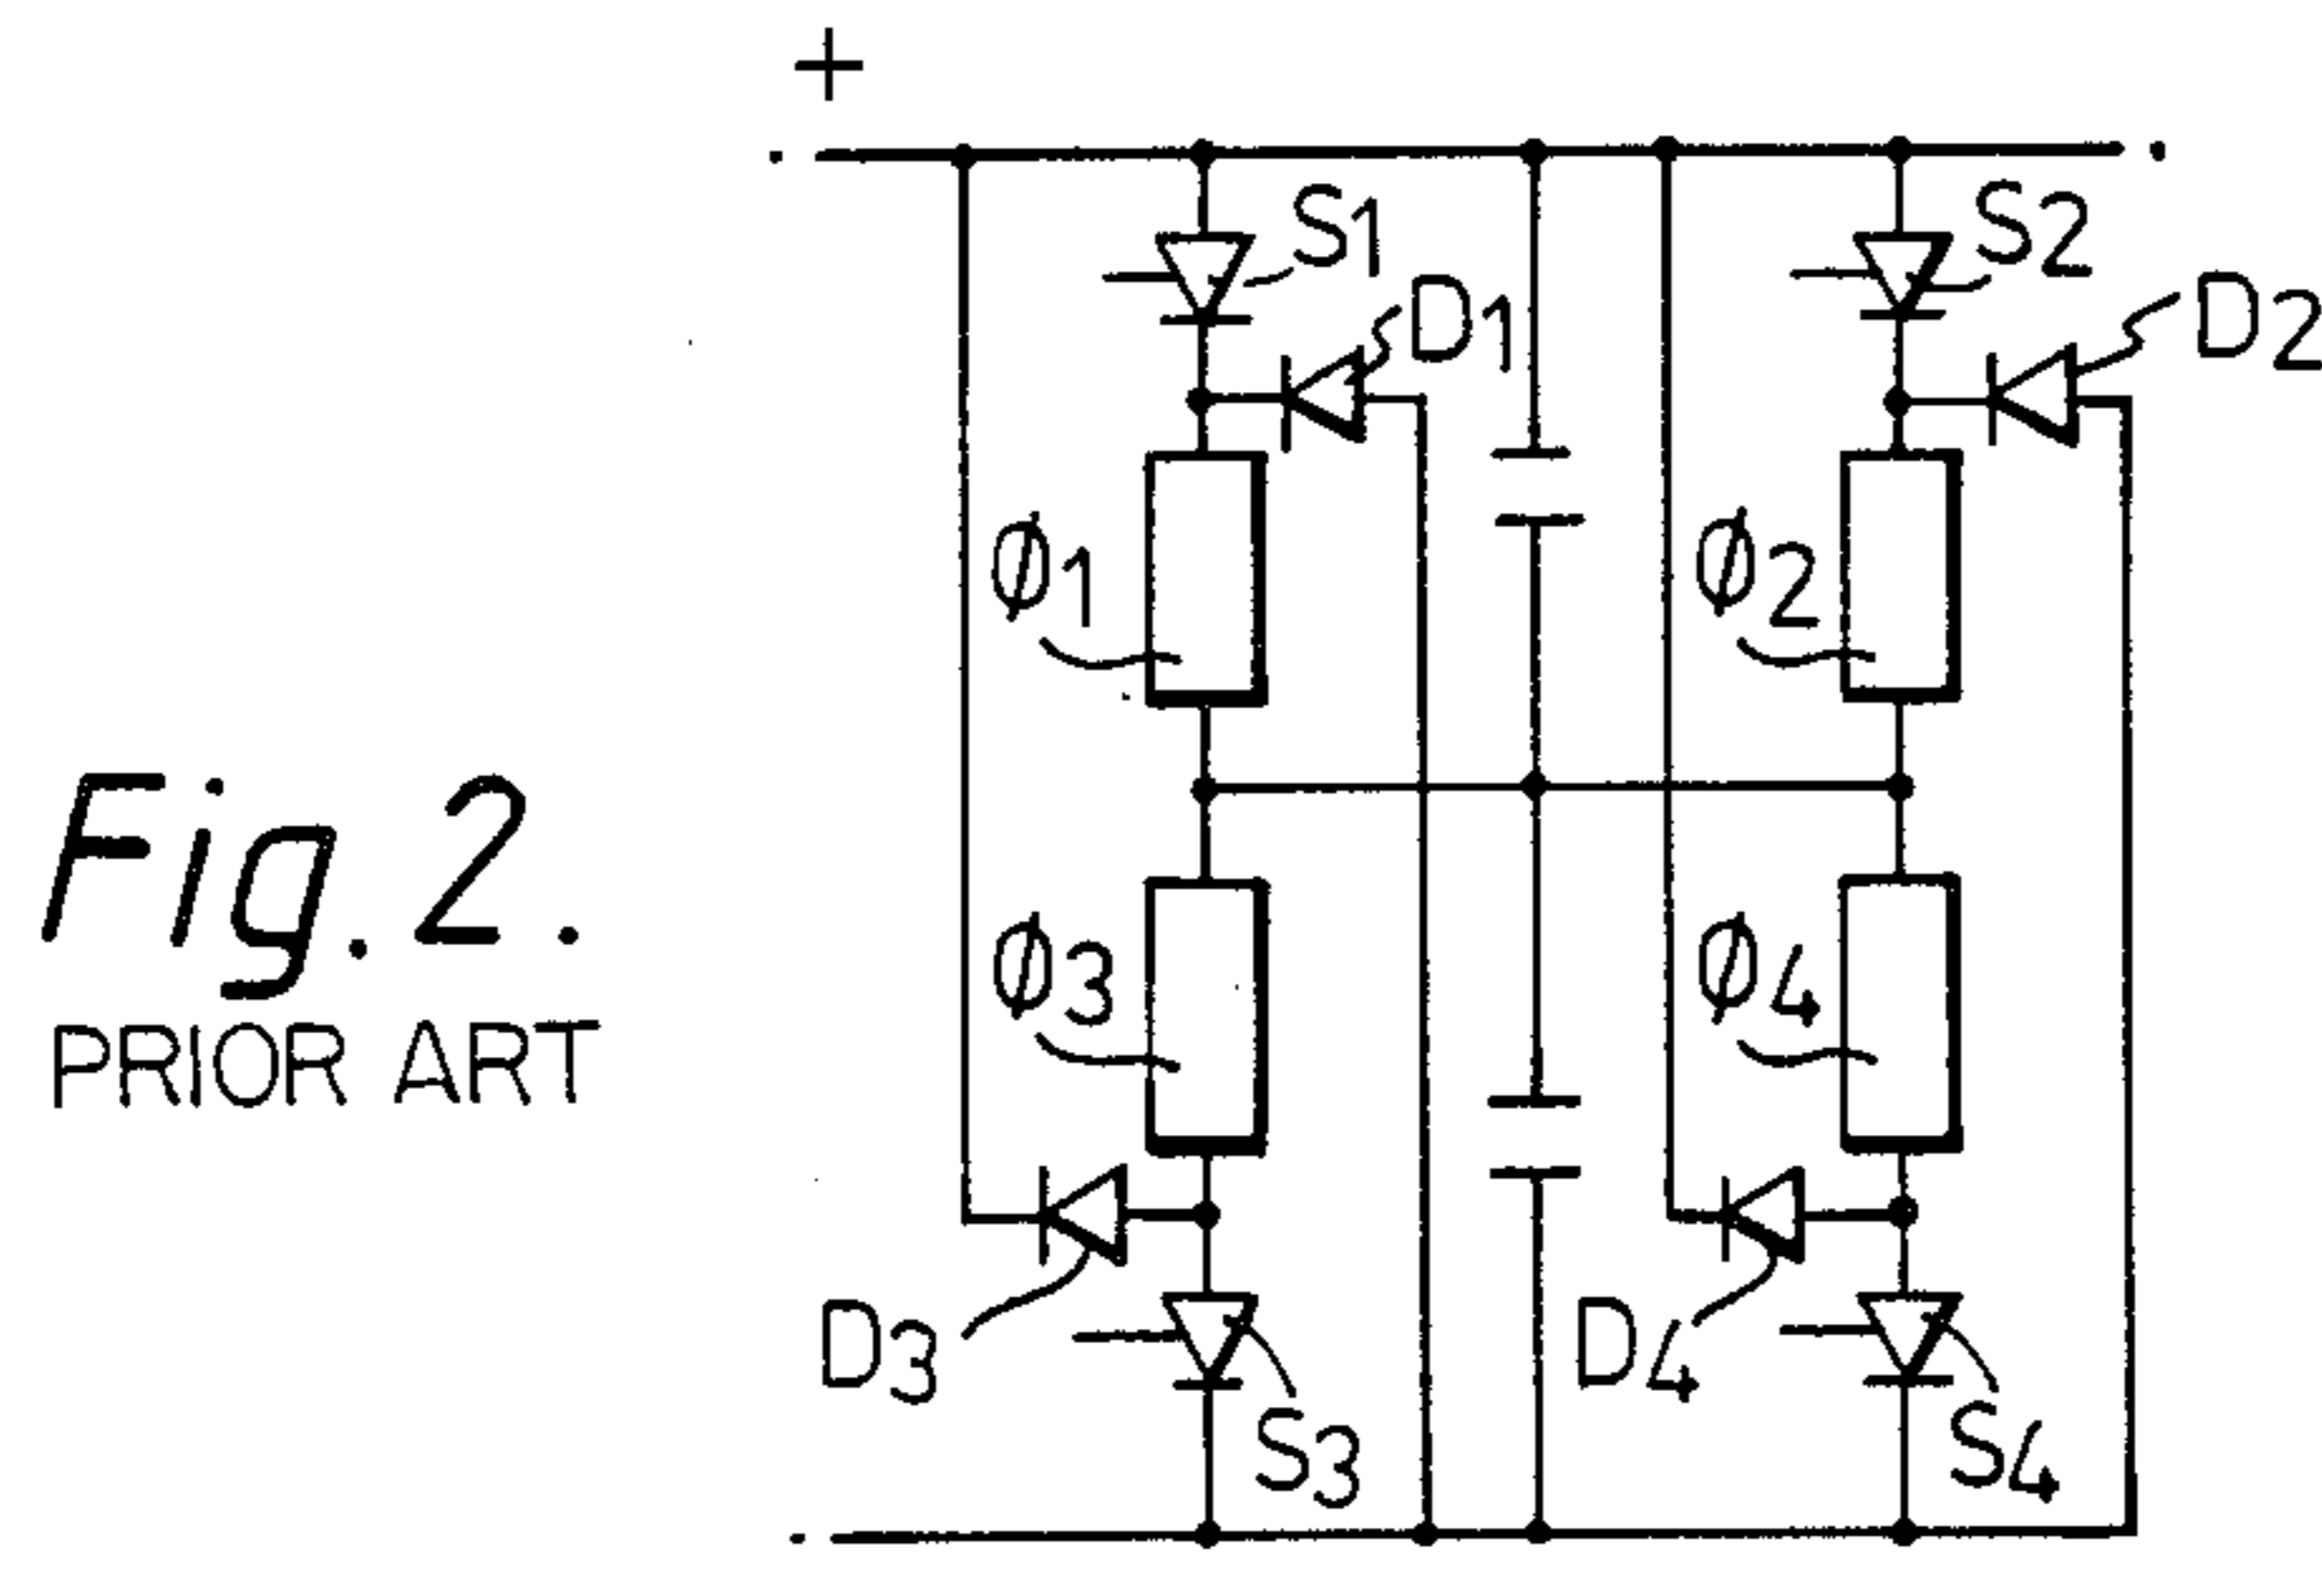 +
S1
S2
D1
D2
Ø1
Ø2
Fig.2.
PRIOR ART
Ø3
Ø4
D3
D4
S3
S4